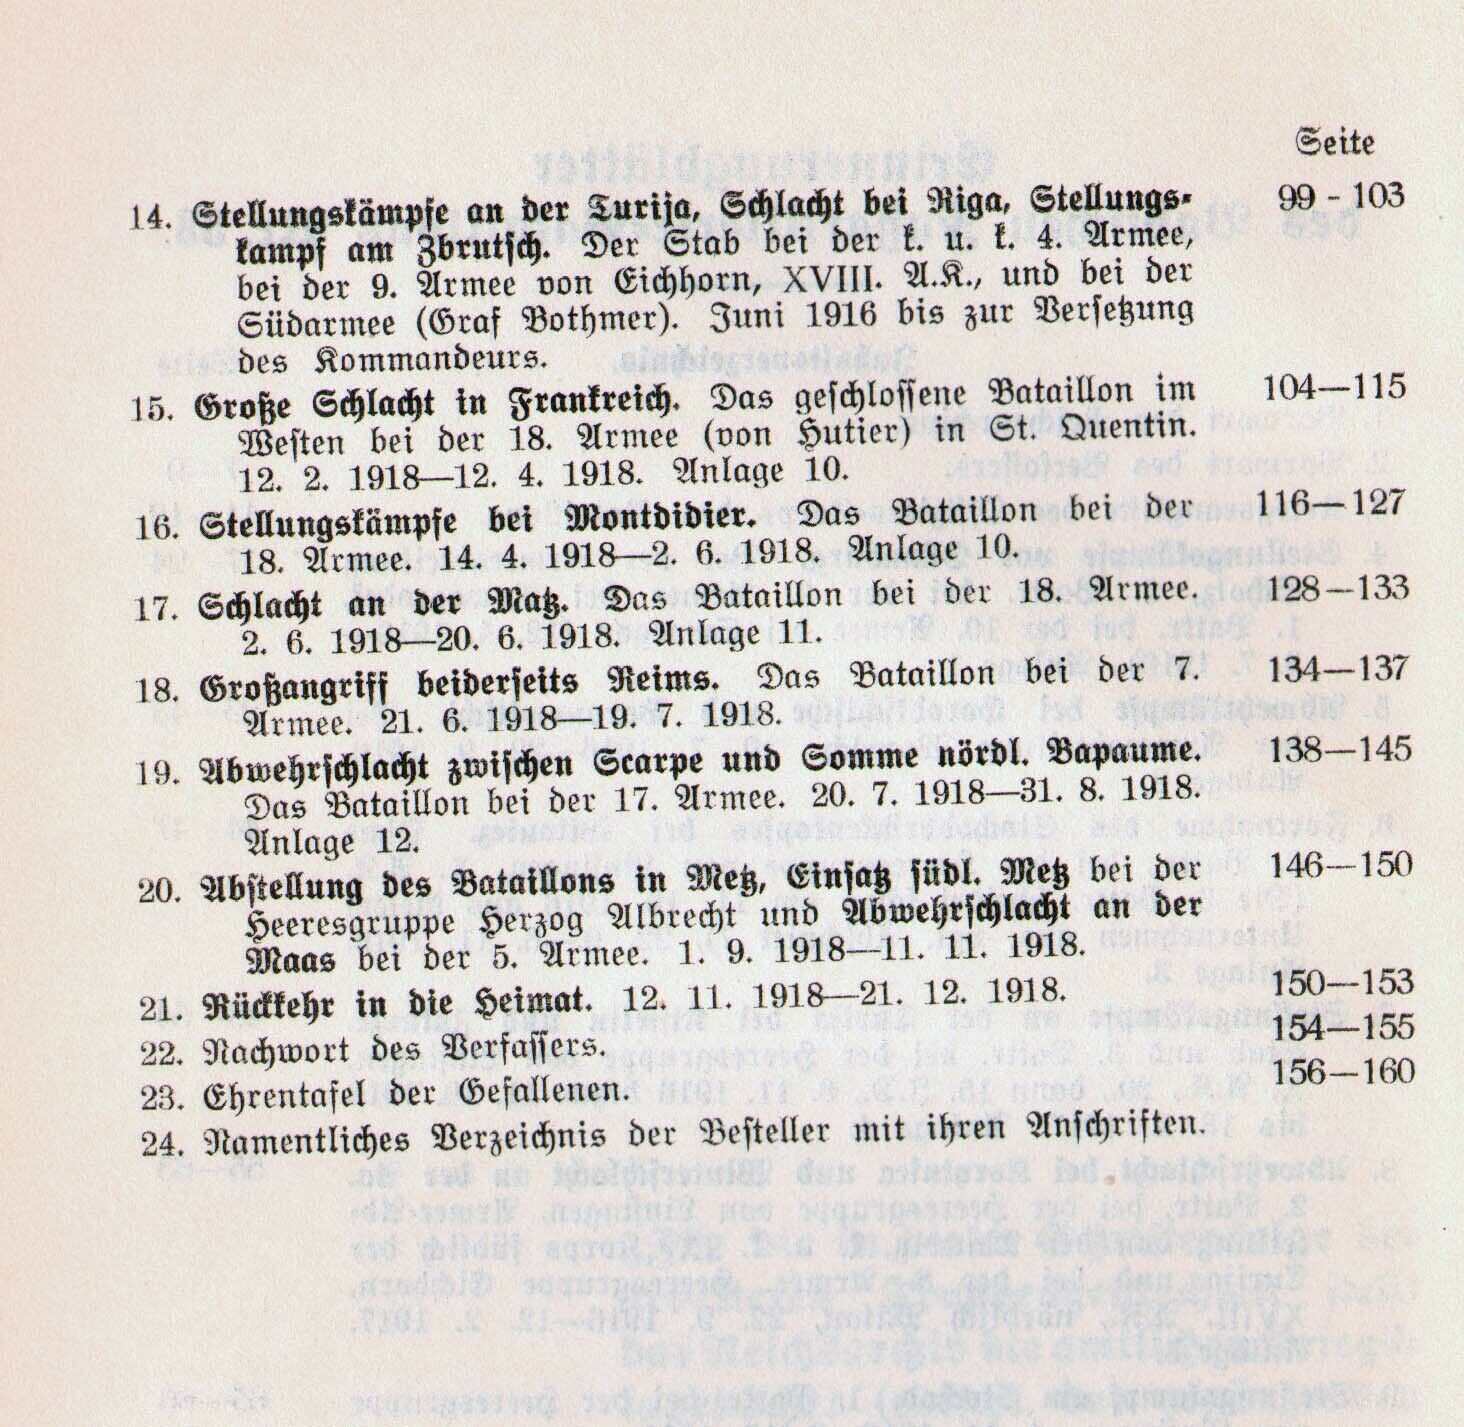 Seite
14. Stellungskämpfe an der Turija, Schlacht bei Riga, Stellungs- 99 - 103
kampf am Zbrutsch. Der Stab bei der k. u. k. 4. Armee,
bei der 9. Armee von Eichhorn, XVIII. A.K., und bei der
Südarmee (Graf Bothmer). Juni 1916 bis zur Versetzung
des Kommandeurs.
15. Große Schlacht in Frankreich. Das geschlossene Bataillon im 104—115
Westen bei der 18. Armee (von Hutier) in St. Quentin.
12. 2. 1918—12. 4. 1918. Anlage 10.
16. Stellungskämpfe bei Montdidier. Das Bataillon bei der 116—127
18. Armee. 14. 4. 1918—2. 6. 1918. Anlage 10.
17. Schlacht an der Matz. Das Bataillon bei der 18. Armee. 128—133
2. 6. 1918—20. 6. 1918. Anlage 11.
18. Großangriff beiderseits Reims. Das Bataillon bei der 7. 134—137
Armee. 21. 6. 1918—19. 7. 1918.
19. Abwehrschlacht zwischen Scarpe und Somme nördl. Bapaume. 138—145
Das Bataillon bei der 17. Armee. 20. 7. 1918—31. 8. 1918.
Anlage 12.
20. Abstellung des Bataillons in Metz, Einsatz südl. Metz bei der 146—150
Heeresgruppe Herzog Albrecht und Abwehrschlacht an der
Maas bei der 5. Armee. 1. 9. 1918—11. 11. 1918.
21. Rückkehr in die Heimat. 12. 11. 1918—21. 12. 1918. 150—153
22. Nachwort des Verfassers. 154—155
23. Ehrentafel der Gefallenen. 156—160
24. Namentliches Verzeichnis der Besteller mit ihren Anschriften.